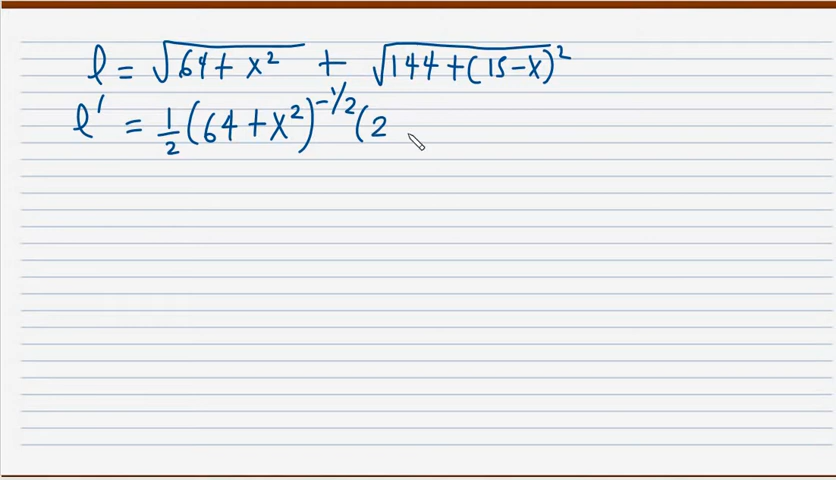 l = √64 + x² + √144 + (15-x)²
l' = 1/2 (64 + x²)^-1/2 (2